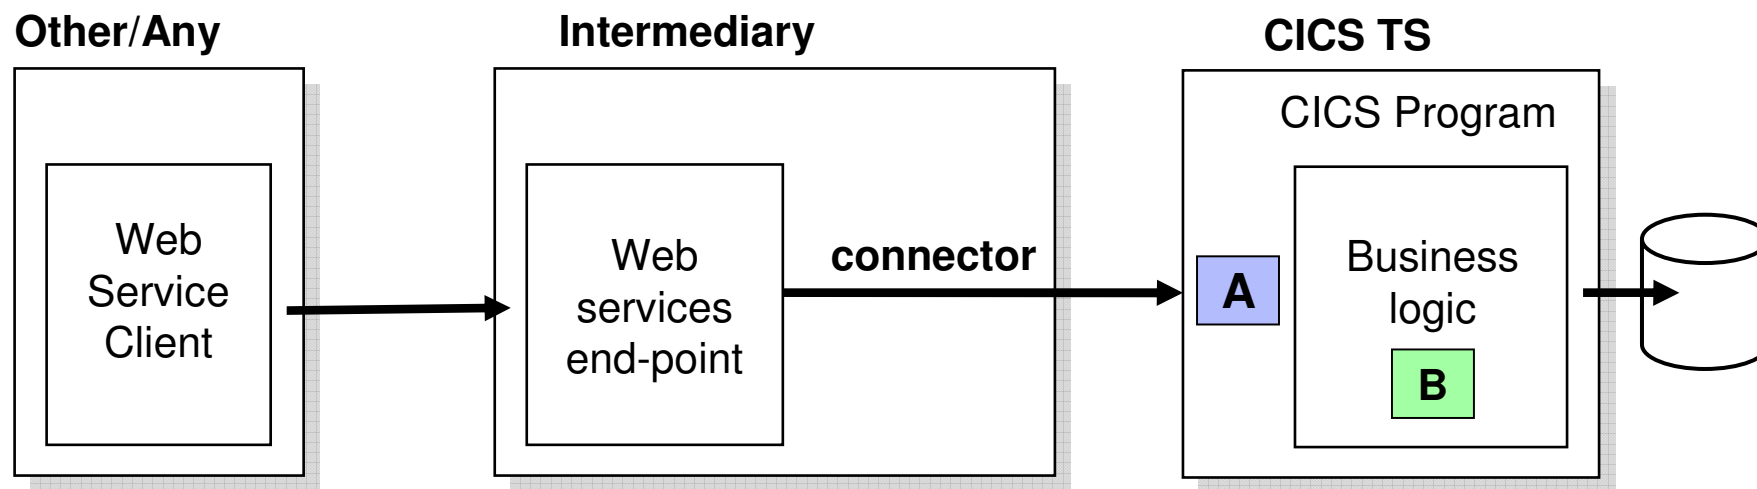 Other/Any
Intermediary
CICS TS
CICS Program
Web
Service
Client
Web
services
end-point
connector
A
Business
logic
B